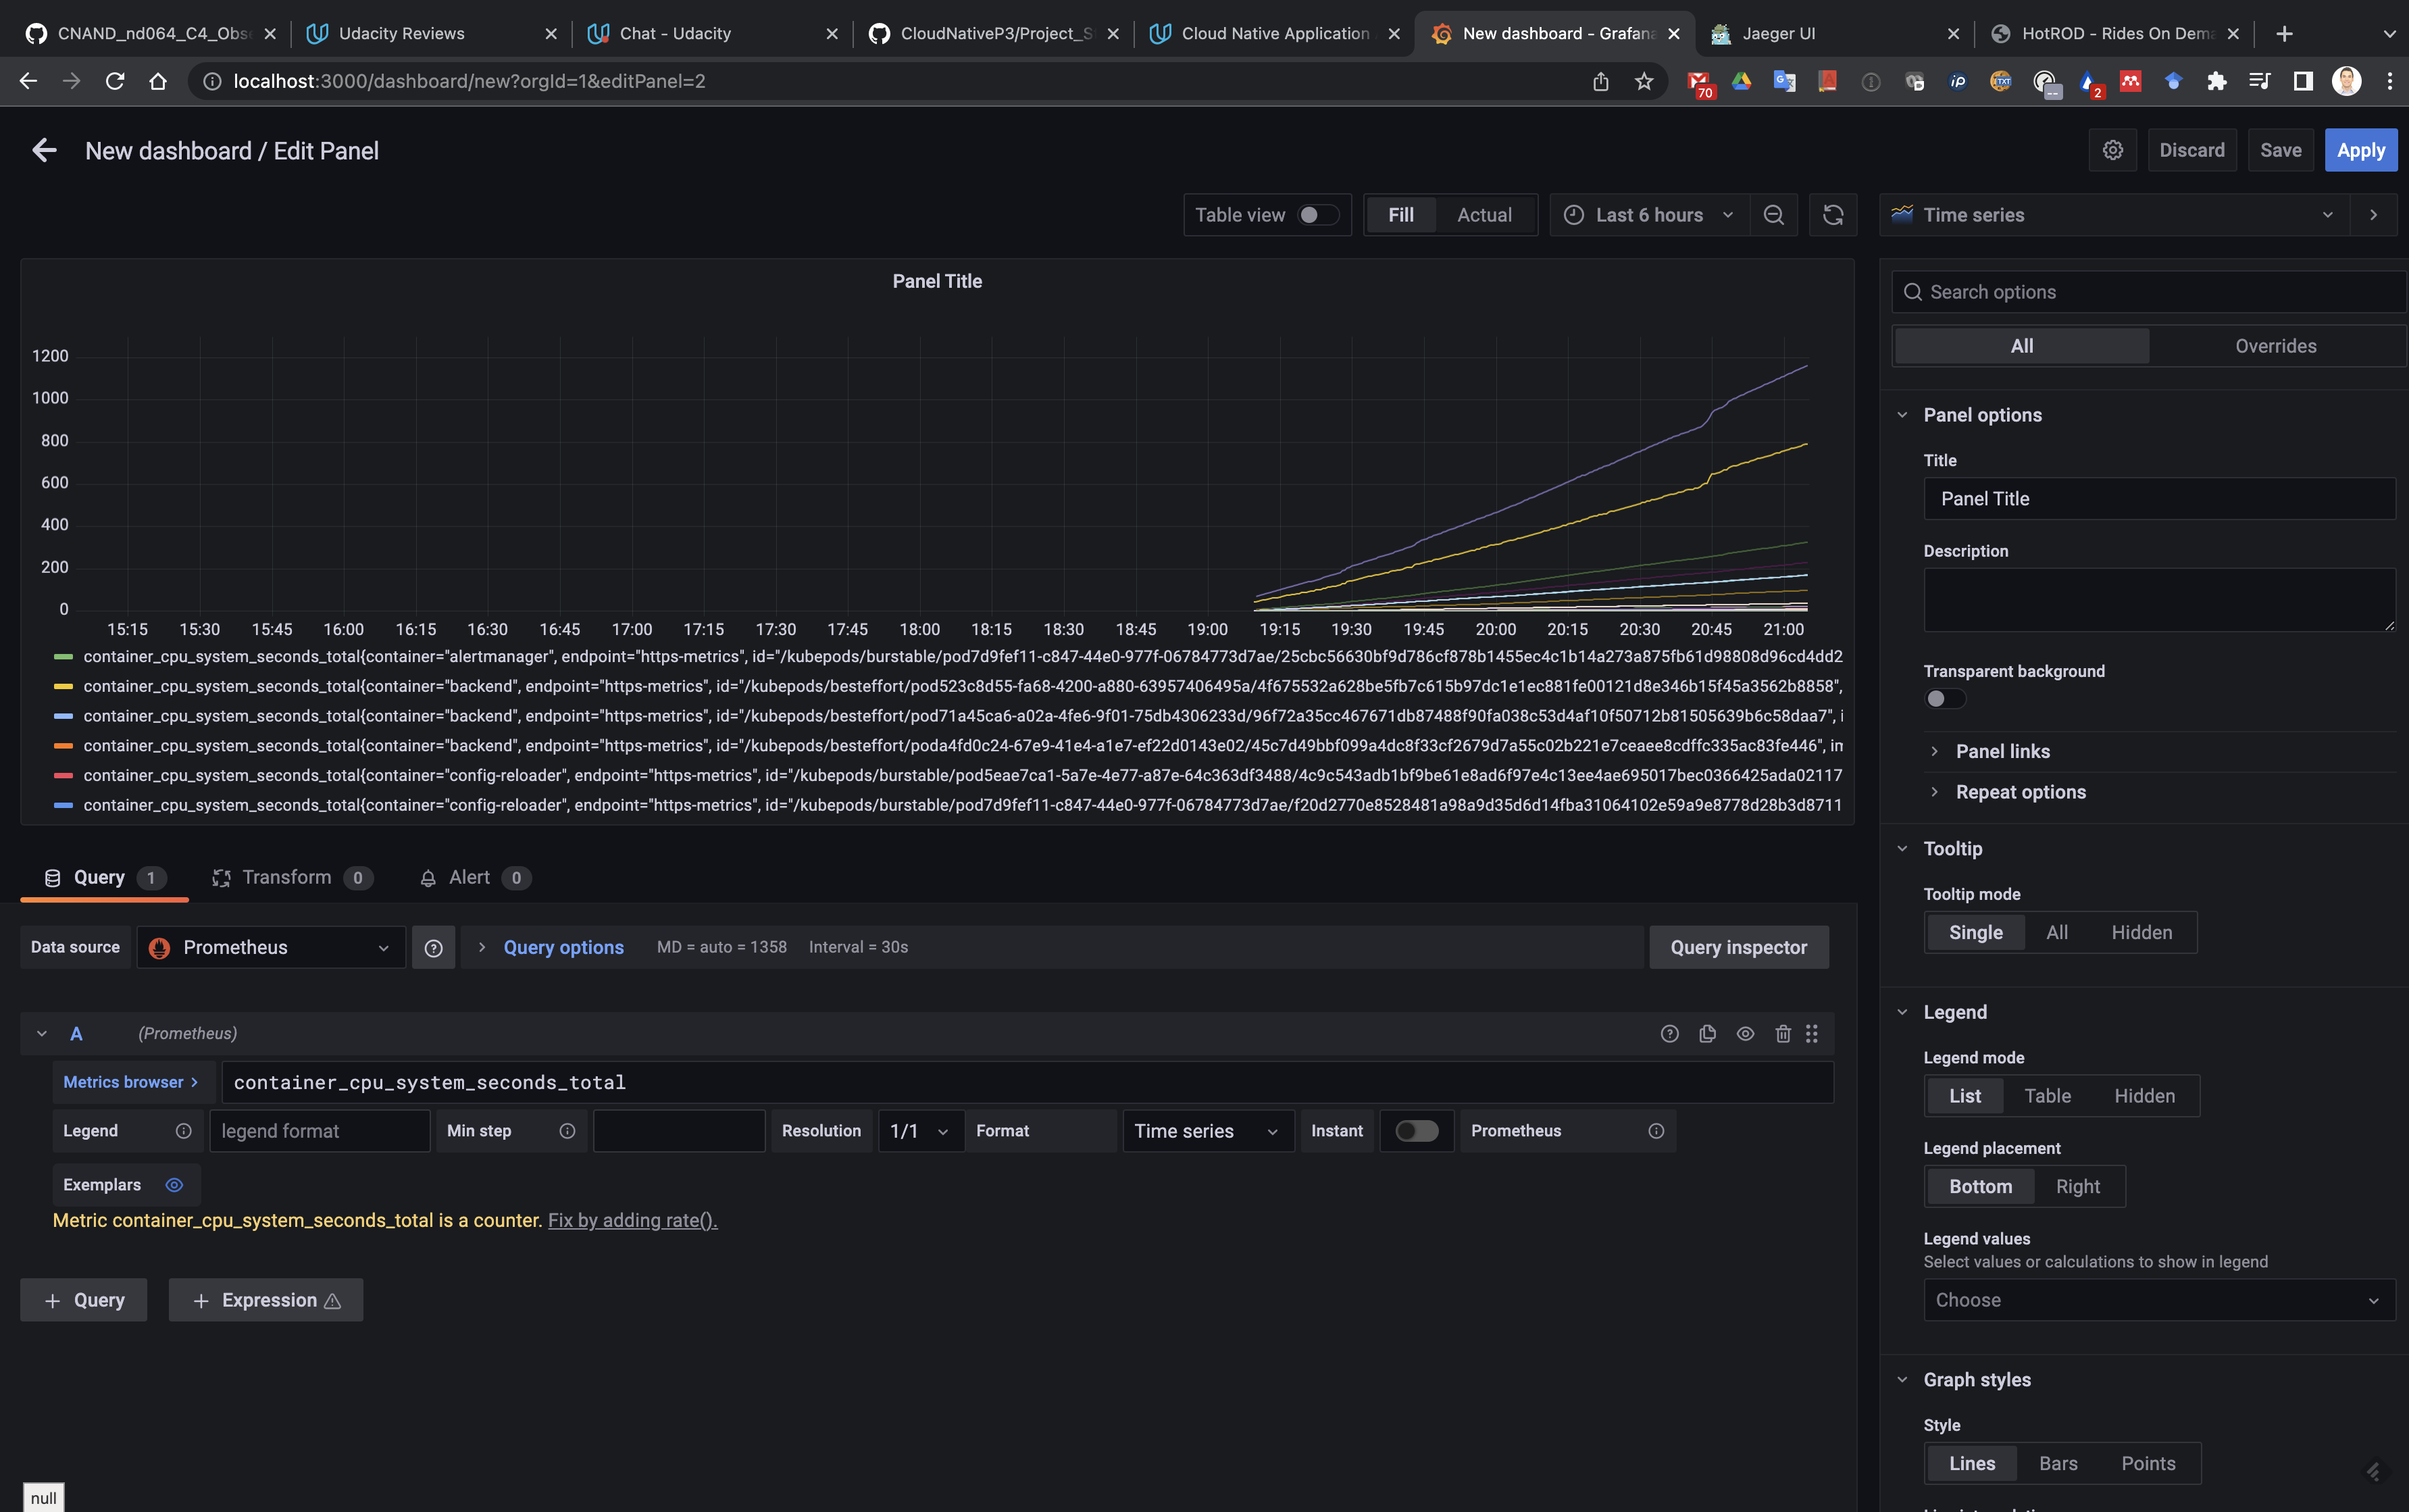 CNAND_nd064_C4_Obse
Udacity Reviews
Chat - Udacity
CloudNativeP3/Project_S
Cloud Native Application
New dashboard - Grafana
Jaeger UI
HotROD - Rides On Dema
localhost:3000/dashboard/new?orgId=1&editPanel=2
70
2
New dashboard / Edit Panel
Discard
Save
Apply
Table view
Fill
Actual
Last 6 hours
Time series
Panel Title
1200
1000
800
600
400
200
0
15:15 15:30 15:45 16:00 16:15 16:30 16:45 17:00 17:15 17:30 17:45 18:00 18:15 18:30 18:45 19:00 19:15 19:30 19:45 20:00 20:15 20:30 20:45 21:00
container_cpu_system_seconds_total{container="alertmanager", endpoint="https-metrics", id="/kubepods/burstable/pod7d9fef11-c847-44e0-977f-06784773d7ae/25cbc56630bf9d786cf878b1455ec4c1b14a273a875fb61d98808d96cd4dd2
container_cpu_system_seconds_total{container="backend", endpoint="https-metrics", id="/kubepods/besteffort/pod523c8d55-fa68-4200-a880-63957406495a/4f675532a628be5fb7c615b97dc1e1ec881fe00121d8e346b15f45a3562b8858",
container_cpu_system_seconds_total{container="backend", endpoint="https-metrics", id="/kubepods/besteffort/pod71a45ca6-a02a-4fe6-9f01-75db4306233d/96f72a35cc467671db87488f90fa038c53d4af10f50712b81505639b6c58daa7", i
container_cpu_system_seconds_total{container="backend", endpoint="https-metrics", id="/kubepods/besteffort/poda4fd0c24-67e9-41e4-a1e7-ef22d0143e02/45c7d49bbf099a4dc8f33cf2679d7a55c02b221e7ceaee8cdffc335ac83fe446", im
container_cpu_system_seconds_total{container="config-reloader", endpoint="https-metrics", id="/kubepods/burstable/pod5eae7ca1-5a7e-4e77-a87e-64c363df3488/4c9c543adb1bf9be61e8ad6f97e4c13ee4ae695017bec0366425ada02117
container_cpu_system_seconds_total{container="config-reloader", endpoint="https-metrics", id="/kubepods/burstable/pod7d9fef11-c847-44e0-977f-06784773d7ae/f20d2770e8528481a98a9d35d6d14fba31064102e59a9e8778d28b3d8711
Query 1
Transform 0
Alert 0
Data source
Prometheus
Query options
MD = auto = 1358
Interval = 30s
Query inspector
A
(Prometheus)
Metrics browser
container_cpu_system_seconds_total
Legend
legend format
Min step
Resolution
1/1
Format
Time series
Instant
Prometheus
Exemplars
Metric container_cpu_system_seconds_total is a counter. Fix by adding rate().
+ Query
+ Expression
null
Search options
All
Overrides
Panel options
Title
Panel Title
Description
Transparent background
Panel links
Repeat options
Tooltip
Tooltip mode
Single
All
Hidden
Legend
Legend mode
List
Table
Hidden
Legend placement
Bottom
Right
Legend values
Select values or calculations to show in legend
Choose
Graph styles
Style
Lines
Bars
Points